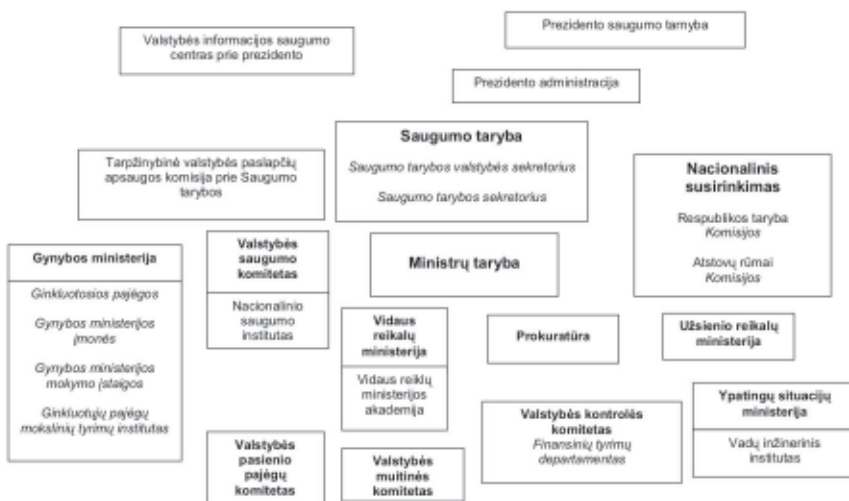 Valstybės informacijos saugumo
centras prie prezidento
Prezidento saugumo tarnyba
Prezidento administracija
Saugumo taryba
Saugumo tarybos valstybės sekretorius
Saugumo tarybos sekretorius
Tarpžinybinė valstybės paslapčių
apsaugos komisija prie Saugumo
tarybos
Nacionalinis
susirinkimas
Respublikos taryba
Komisijos
Atstovų rūmai
Komisijos
Gynybos ministerija
Ginkluotosios pajėgos
Gynybos ministerijos
įmonės
Gynybos ministerijos
mokymo įstaigos
Ginkluotųjų pajėgų
mokslinių tyrimų institutas
Valstybės
saugumo
komitetas
Nacionalinio
saugumo
institutas
Ministrų taryba
Vidaus
reikalų
ministerija
Vidaus reiklų
ministerijos
akademija
Prokuratūra
Užsienio reikalų
ministerija
Valstybės kontrolės
komitetas
Finansinių tyrimų
departamentas
Ypatingų situacijų
ministerija
Vadų inžinerinis
institutas
Valstybės
pasienio
pajėgų
komitetas
Valstybės
muitinės
komitetas